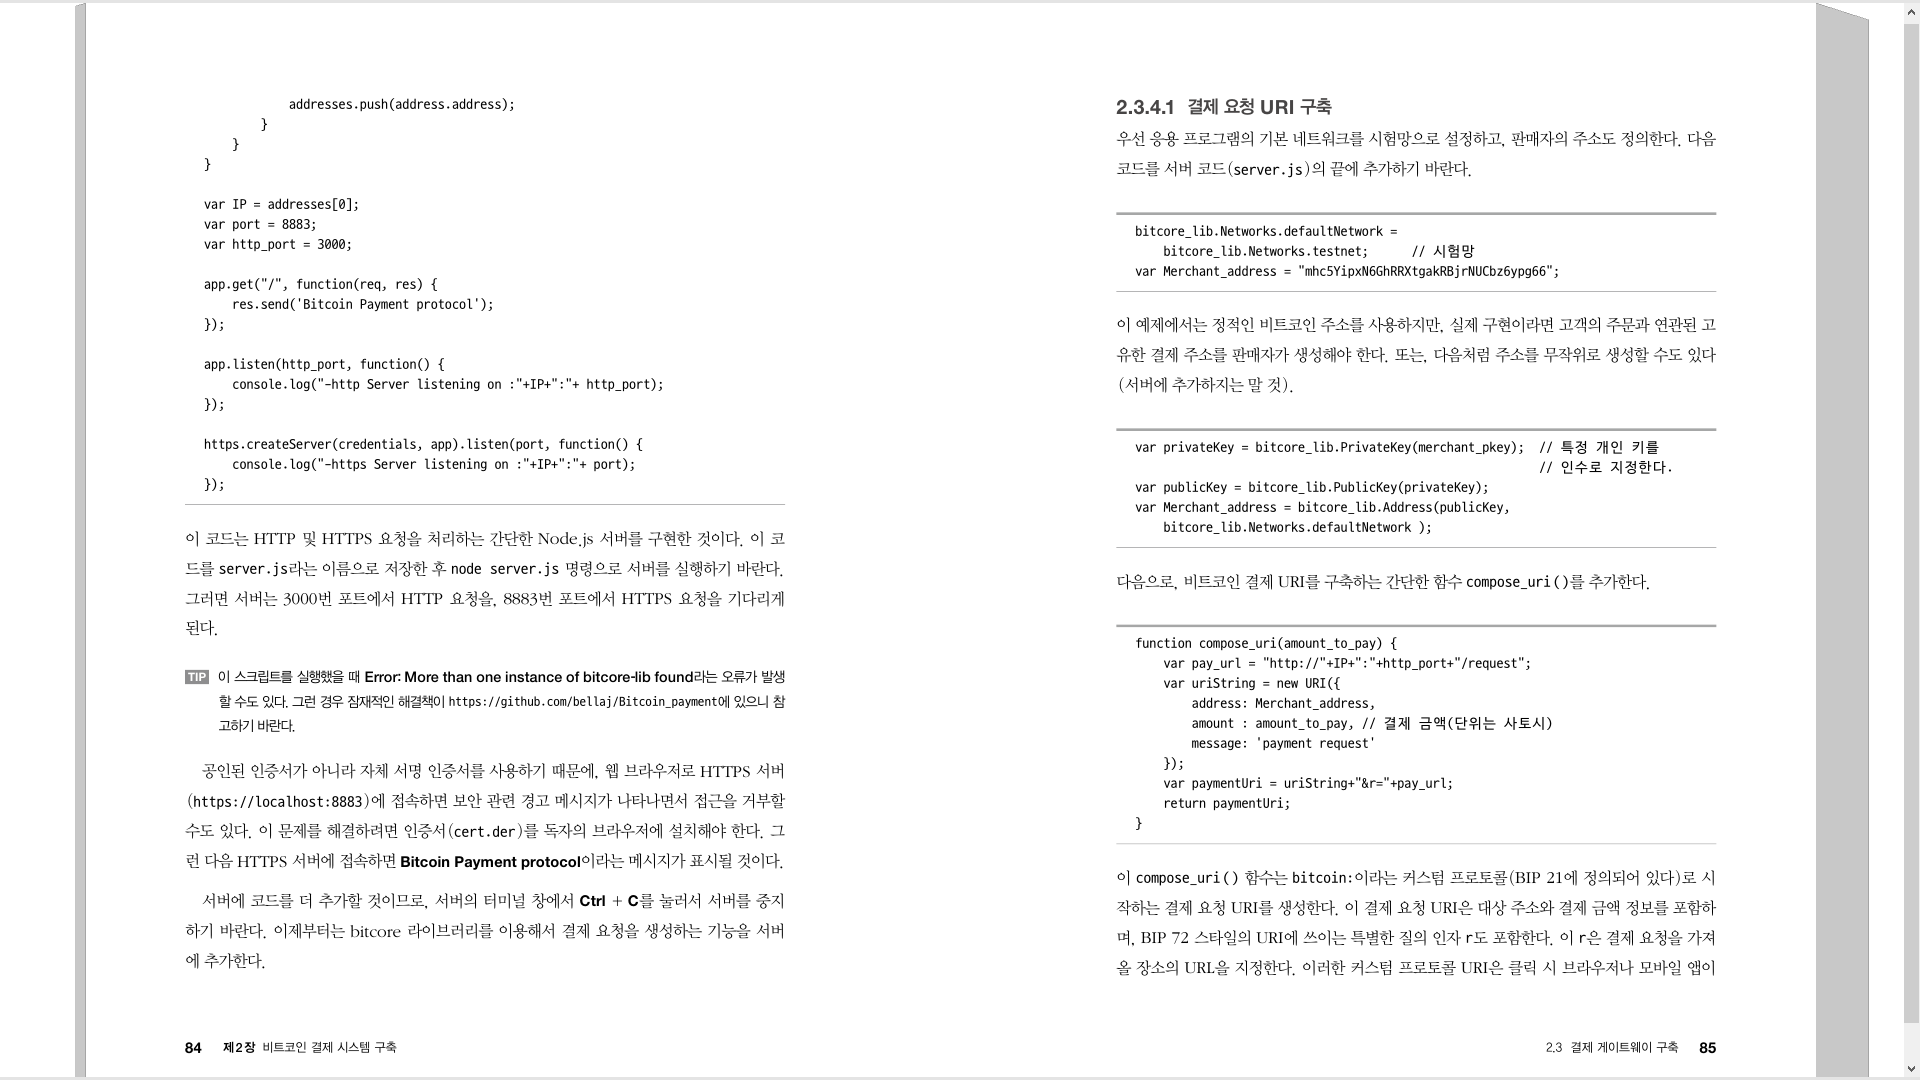 addresses.push(address.address);
}
}
}
var IP = addresses[0];
var port = 8883;
var http_port = 3000;
app.get("/", function(req, res) {
res.send('Bitcoin Payment protocol');
});
app.listen(http_port, function() {
console.log("-http Server listening on :"+IP+":"+ http_port);
});
https.createServer(credentials, app).listen(port, function() {
console.log("-https Server listening on :"+IP+":"+ port);
});
이 코드는 HTTP 및 HTTPS 요청을 처리하는 간단한 Node.js 서버를 구현한 것이다. 이 코
드를 server.js라는 이름으로 저장한 후 node server.js 명령으로 서버를 실행하기 바란다.
그러면 서버는 3000번 포트에서 HTTP 요청을, 8883번 포트에서 HTTPS 요청을 기다리게
된다.
TIP 이 스크립트를 실행했을 때 Error: More than one instance of bitcore-lib found라는 오류가 발생
할 수도 있다. 그런 경우 잠재적인 해결책이 https://github.com/bellaj/Bitcoin_payment에 있으니 참
고하기 바란다.
공인된 인증서가 아니라 자체 서명 인증서를 사용하기 때문에, 웹 브라우저로 HTTPS 서버
(https://localhost:8883)에 접속하면 보안 관련 경고 메시지가 나타나면서 접근을 거부할
수도 있다. 이 문제를 해결하려면 인증서(cert.der)를 독자의 브라우저에 설치해야 한다. 그
런 다음 HTTPS 서버에 접속하면 Bitcoin Payment protocol이라는 메시지가 표시될 것이다.
서버에 코드를 더 추가할 것이므로, 서버의 터미널 창에서 Ctrl + C를 눌러서 서버를 중지
하기 바란다. 이제부터는 bitcore 라이브러리를 이용해서 결제 요청을 생성하는 기능을 서버
에 추가한다.
84 제2장 비트코인 결제 시스템 구축
2.3.4.1 결제 요청 URI 구축
우선 응용 프로그램의 기본 네트워크를 시험망으로 설정하고, 판매자의 주소도 정의한다. 다음
코드를 서버 코드(server.js)의 끝에 추가하기 바란다.
bitcore_lib.Networks.defaultNetwork =
bitcore_lib.Networks.testnet; // 시험망
var Merchant_address = "mhc5YipxN6GhRRXtgakRBjrNUCbz6ypg66";
이 예제에서는 정적인 비트코인 주소를 사용하지만, 실제 구현이라면 고객의 주문과 연관된 고
유한 결제 주소를 판매자가 생성해야 한다. 또는, 다음처럼 주소를 무작위로 생성할 수도 있다
(서버에 추가하지는 말 것).
var privateKey = bitcore_lib.PrivateKey(merchant_pkey); // 특정 개인 키를
// 인수로 지정한다.
var publicKey = bitcore_lib.PublicKey(privateKey);
var Merchant_address = bitcore_lib.Address(publicKey,
bitcore_lib.Networks.defaultNetwork );
다음으로, 비트코인 결제 URI를 구축하는 간단한 함수 compose_uri()를 추가한다.
function compose_uri(amount_to_pay) {
var pay_url = "http://"+IP+":"+http_port+"/request";
var uriString = new URI({
address: Merchant_address,
amount : amount_to_pay, // 결제 금액(단위는 사토시)
message: 'payment request'
});
var paymentUri = uriString+"&r="+pay_url;
return paymentUri;
}
이 compose_uri() 함수는 bitcoin:이라는 커스텀 프로토콜(BIP 21에 정의되어 있다)로 시
작하는 결제 요청 URI를 생성한다. 이 결제 요청 URI은 대상 주소와 결제 금액 정보를 포함하
며, BIP 72 스타일의 URI에 쓰이는 특별한 질의 인자 r도 포함한다. 이 r은 결제 요청을 가져
올 장소의 URL을 지정한다. 이러한 커스텀 프로토콜 URI은 클릭 시 브라우저나 모바일 앱이
2.3 결제 게이트웨이 구축 85